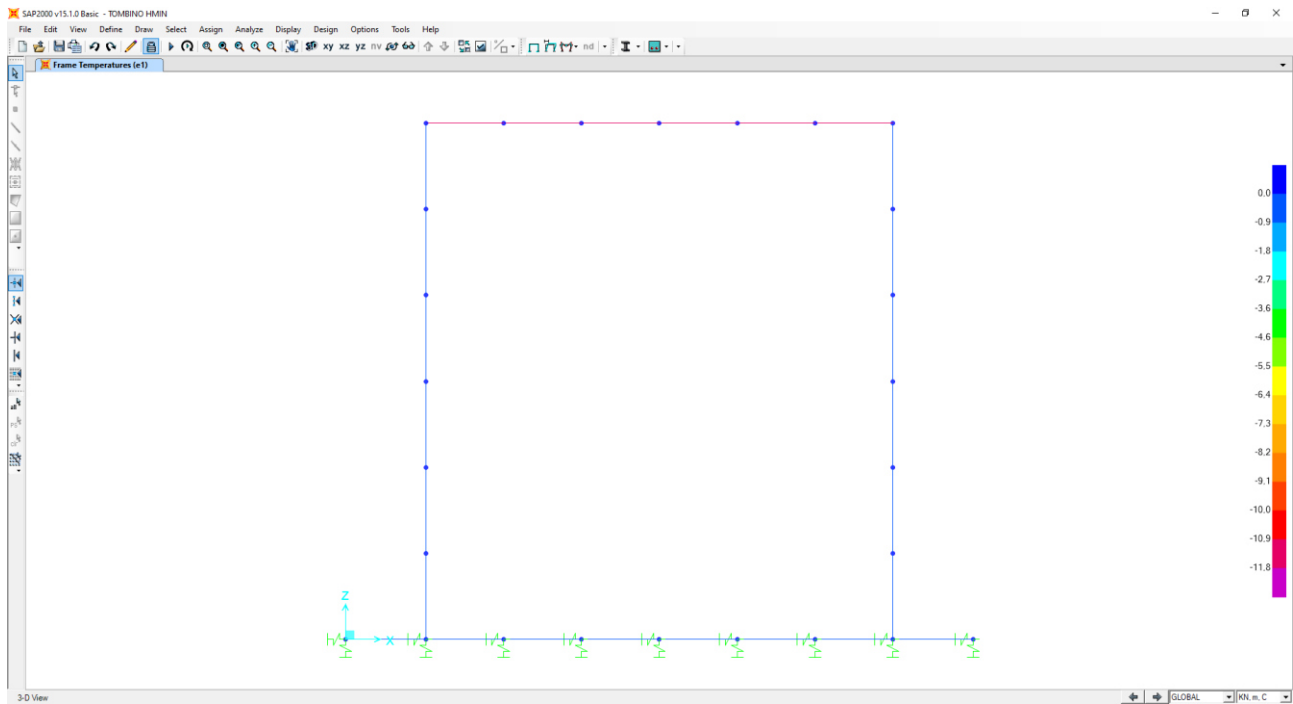 SAP2000 v15.1.0 Basic - TOMBINO HMIN
File Edit View Define Draw Select Assign Analyze Display Design Options Tools Help
3D xy xz yz nv nd
Frame Temperatures (e1)
0.0
-0.9
-1.8
-2.7
-3.6
-4.6
-5.5
-6.4
-7.3
-8.2
-9.1
-10.0
-10.9
-11.8
Z
X
3-D View GLOBAL KN, m, C